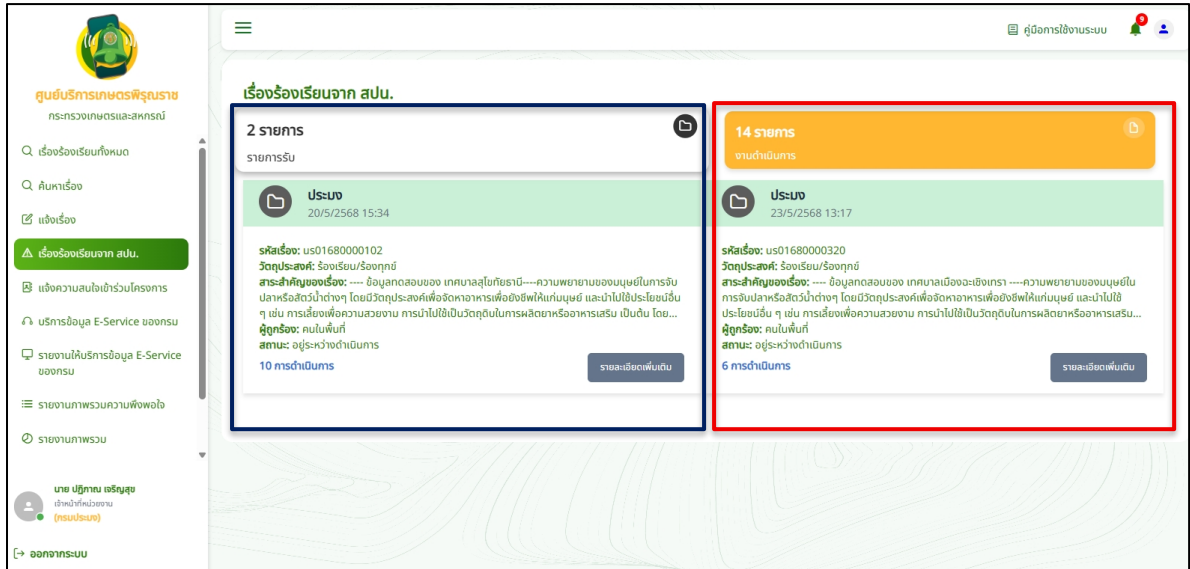 ศูนย์บริการเกษตรพิรุณราช
กระทรวงเกษตรและสหกรณ์
เรื่องร้องเรียนทั้งหมด
ค้นหาเรื่อง
แจ้งเรื่อง
เรื่องร้องเรียนจาก สปน.
แจ้งความสนใจเข้าร่วมโครงการ
บริการข้อมูล E-Service ของกรม
รายงานให้บริการข้อมูล E-Service
ของกรม
รายงานภาพรวมความพึงพอใจ
รายงานภาพรวม
นาย ปฏิภาณ เจริญสุข
เจ้าหน้าที่หน่วยงาน
(กรมประมง)
ออกจากระบบ
คู่มือการใช้งานระบบ
9
เรื่องร้องเรียนจาก สปน.
2 รายการ
รายการรับ
ประมง
20/5/2568 15:34
รหัสเรื่อง: us01680000102
วัตถุประสงค์: ร้องเรียน/ร้องทุกข์
สาระสำคัญของเรื่อง: ---- ข้อมูลทดสอบของ เทศบาลสุโขทัยธานี----ความพยายามของมนุษย์ในการจับ
ปลาหรือสัตว์น้ำต่างๆ โดยมีวัตถุประสงค์เพื่อจัดหาอาหารเพื่อยังชีพให้แก่มนุษย์ และนำไปใช้ประโยชน์อื่น
ๆ เช่น การเลี้ยงเพื่อความสวยงาม การนำไปใช้เป็นวัตถุดิบในการผลิตยาหรืออาหารเสริม เป็นต้น โดย...
ผู้ถูกร้อง: คนในพื้นที่
สถานะ: อยู่ระหว่างดำเนินการ
10 การดำเนินการ
รายละเอียดเพิ่มเติม
14 รายการ
งานดำเนินการ
ประมง
23/5/2568 13:17
รหัสเรื่อง: us01680000320
วัตถุประสงค์: ร้องเรียน/ร้องทุกข์
สาระสำคัญของเรื่อง: ---- ข้อมูลทดสอบของ เทศบาลเมืองฉะเชิงเทรา ----ความพยายามของมนุษย์ใน
การจับปลาหรือสัตว์น้ำต่างๆ โดยมีวัตถุประสงค์เพื่อจัดหาอาหารเพื่อยังชีพให้แก่มนุษย์ และนำไปใช้
ประโยชน์อื่น ๆ เช่น การเลี้ยงเพื่อความสวยงาม การนำไปใช้เป็นวัตถุดิบในการผลิตยาหรืออาหารเสริม...
ผู้ถูกร้อง: คนในพื้นที่
สถานะ: อยู่ระหว่างดำเนินการ
6 การดำเนินการ
รายละเอียดเพิ่มเติม